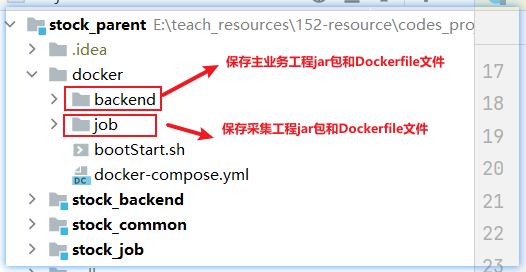 stock_parent E:\teach_resources\152-resource\codes_pro
.idea
17
docker
保存主业务工程jar包和Dockerfile文件
backend
18
job
保存采集工程jar包和Dockerfile文件
19
bootStart.sh
20
docker-compose.yml
stock_backend
21
stock_common
22
stock_job
23